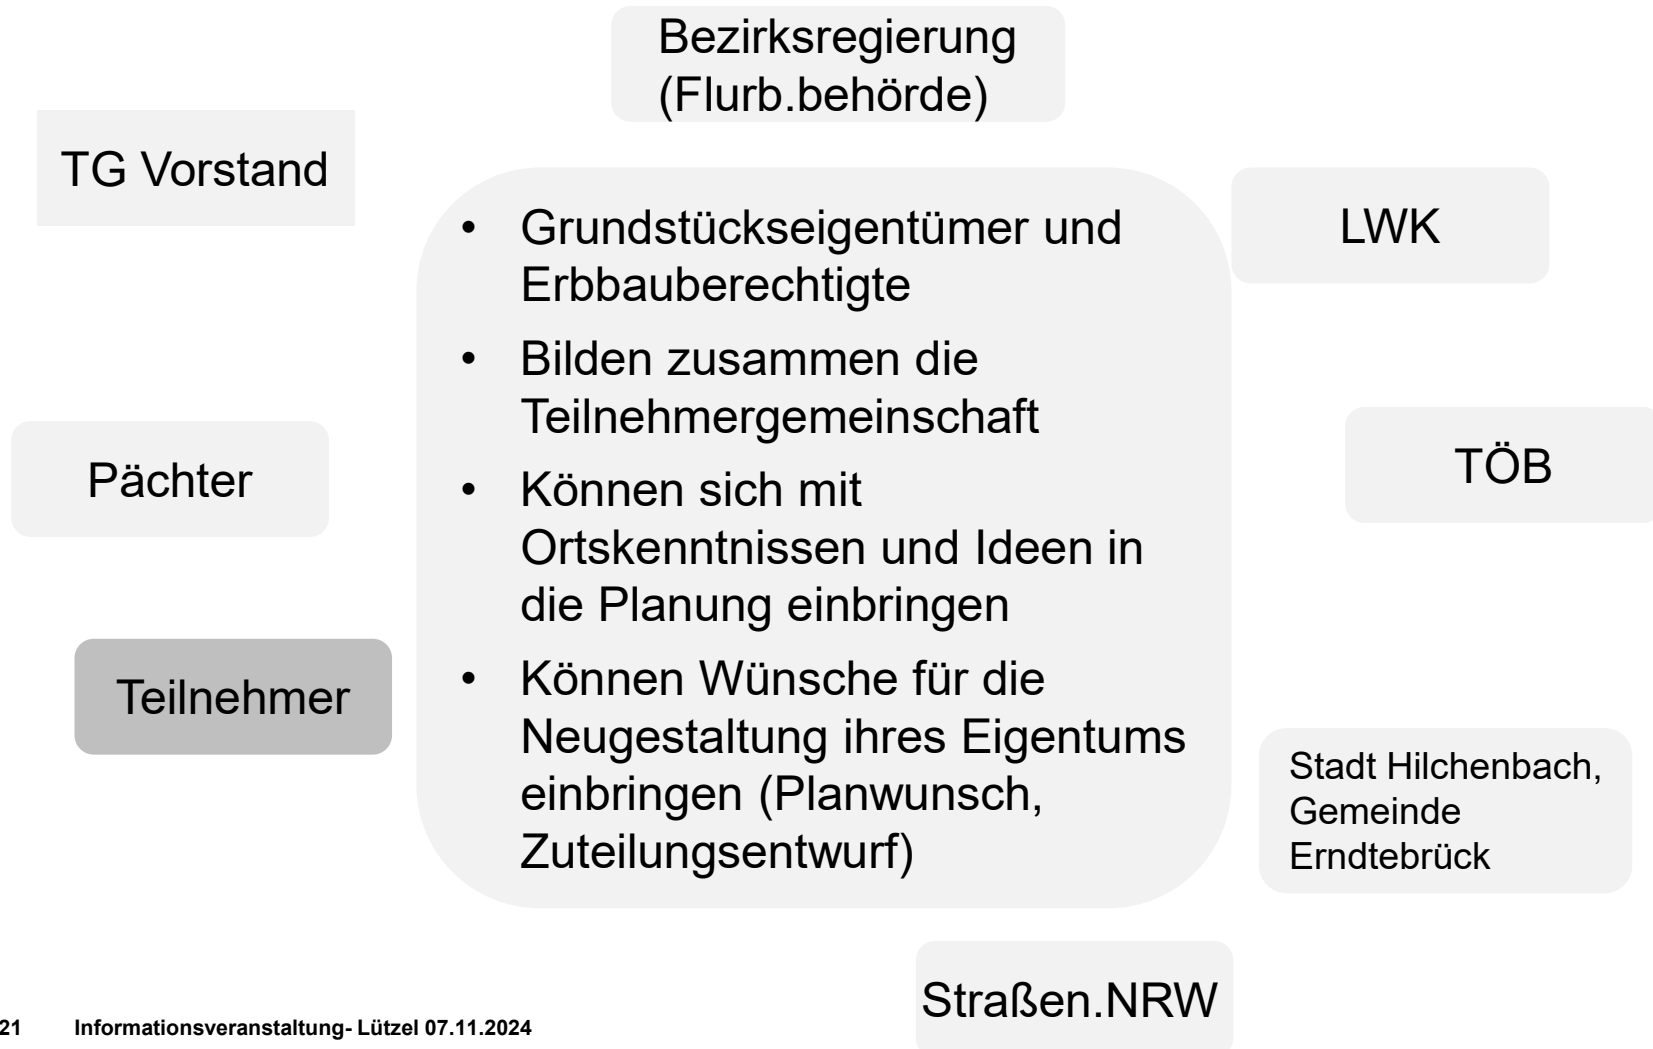 Bezirksregierung
(Flurb.behörde)
TG Vorstand
LWK
• Grundstückseigentümer und
Erbbauberechtigte
• Bilden zusammen die
Teilnehmergemeinschaft
• Können sich mit
Ortskenntnissen und Ideen in
die Planung einbringen
• Können Wünsche für die
Neugestaltung ihres Eigentums
einbringen (Planwunsch,
Zuteilungsentwurf)
Pächter
TÖB
Teilnehmer
Stadt Hilchenbach,
Gemeinde
Erndtebrück
Straßen.NRW
21 Informationsveranstaltung- Lützel 07.11.2024